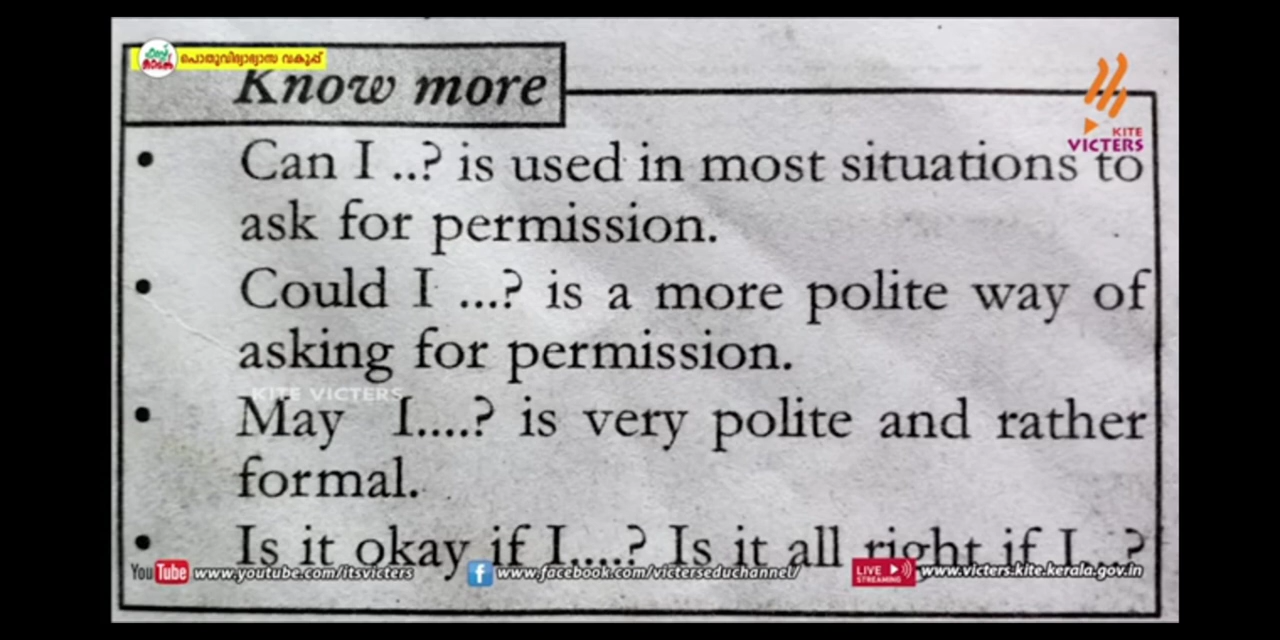 പൊതുവിദ്യാഭ്യാസ വകുപ്പ്
Know more
KITE
VICTERS
• Can I ..? is used in most situations to
ask for permission.
• Could I ...? is a more polite way of
asking for permission.
KITE VICTERS
• May I....? is very polite and rather
formal.
• Is it okay if I....? Is it all right if I...?
YouTube www.youtube.com/itsvicters f www.facebook.com/victerseduchannel/ LIVE STREAMING www.victers.kite.kerala.gov.in